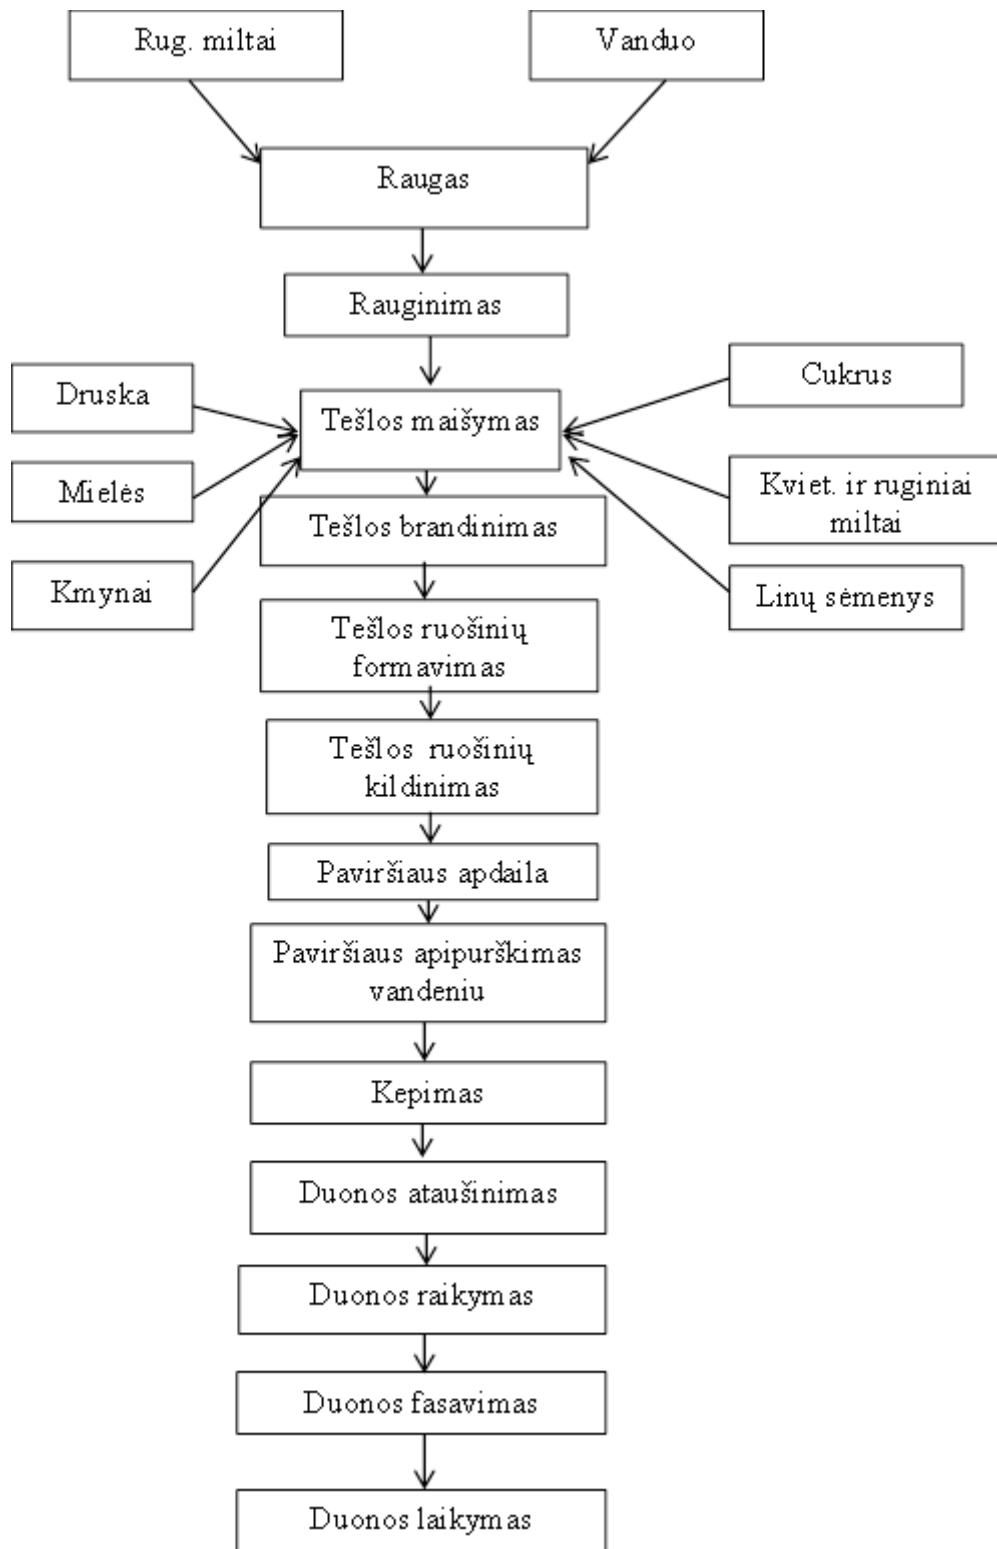 Rug. miltai
Vanduo
Raugas
Rauginimas
Druska
Cukrus
Tešlos maišymas
Mielės
Kviet. ir ruginiai
miltai
Tešlos brandinimas
Kmynai
Linų sėmenys
Tešlos ruošinių
formavimas
Tešlos ruošinių
kildinimas
Paviršiaus apdaila
Paviršiaus apipurškimas
vandeniu
Kepimas
Duonos ataušinimas
Duonos raikymas
Duonos fasavimas
Duonos laikymas